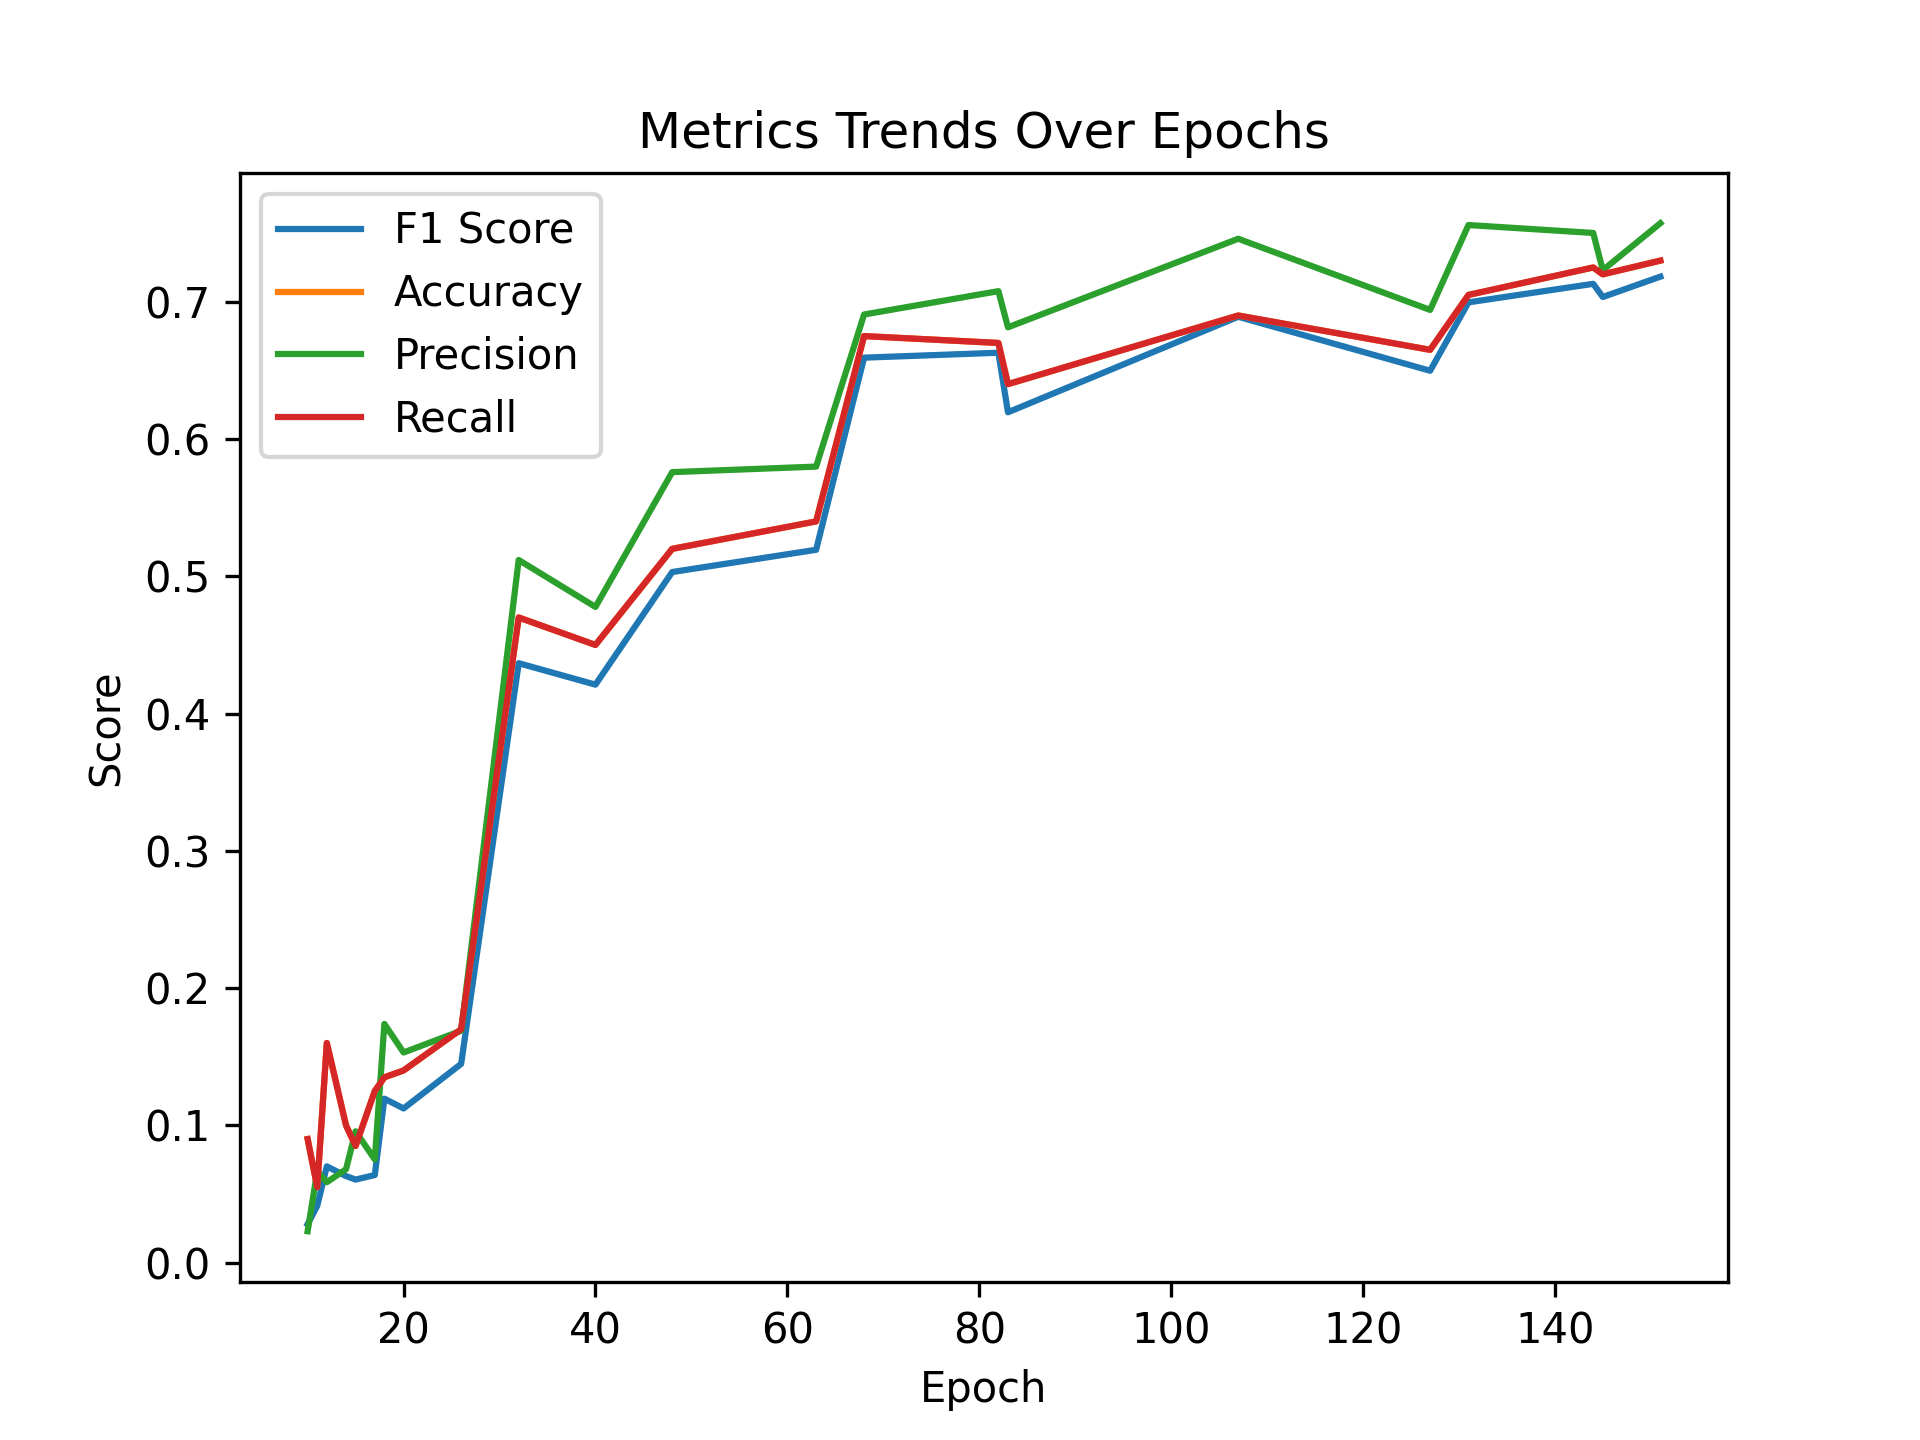 Metrics Trends Over Epochs
F1 Score
Accuracy
Precision
Recall
0.7
0.6
0.5
0.4
0.3
0.2
0.1
0.0
Score
20 40 60 80 100 120 140
Epoch